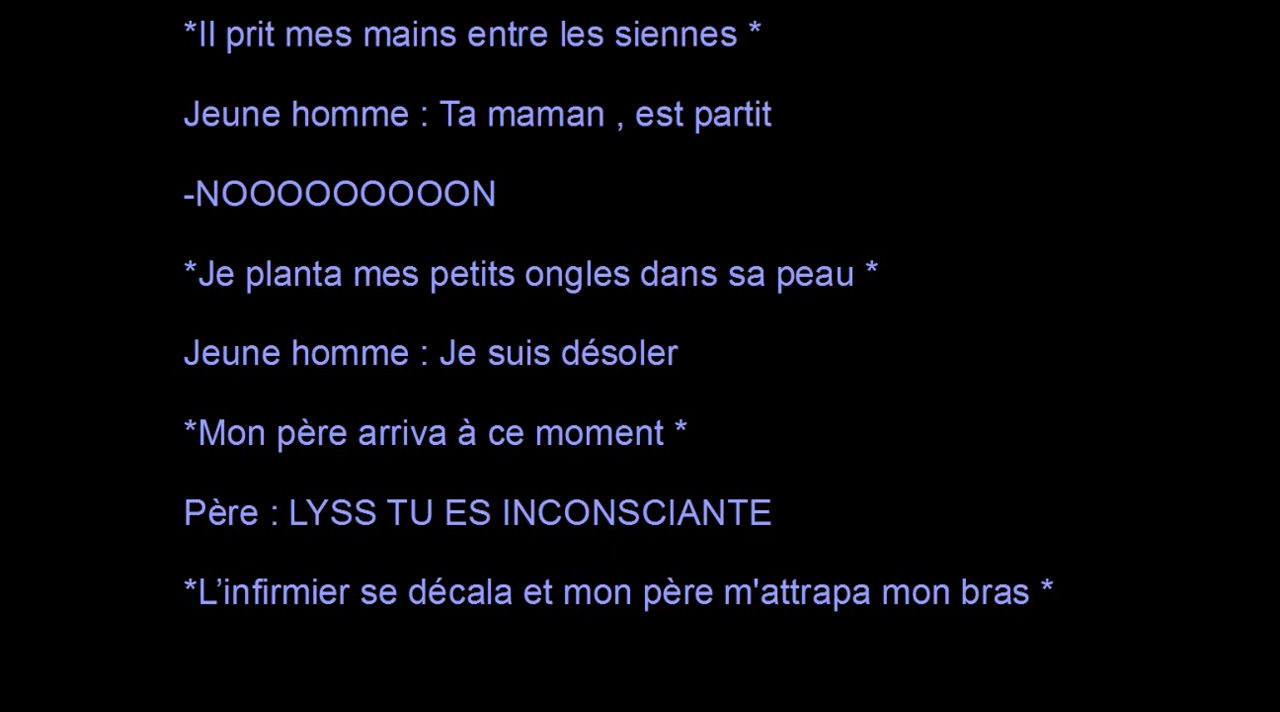 *Il prit mes mains entre les siennes *
Jeune homme : Ta maman , est partit
-NOOOOOOOOON
*Je planta mes petits ongles dans sa peau *
Jeune homme : Je suis désoler
*Mon père arriva à ce moment *
Père : LYSS TU ES INCONSCIANTE
*L’infirmier se décala et mon père m'attrapa mon bras *